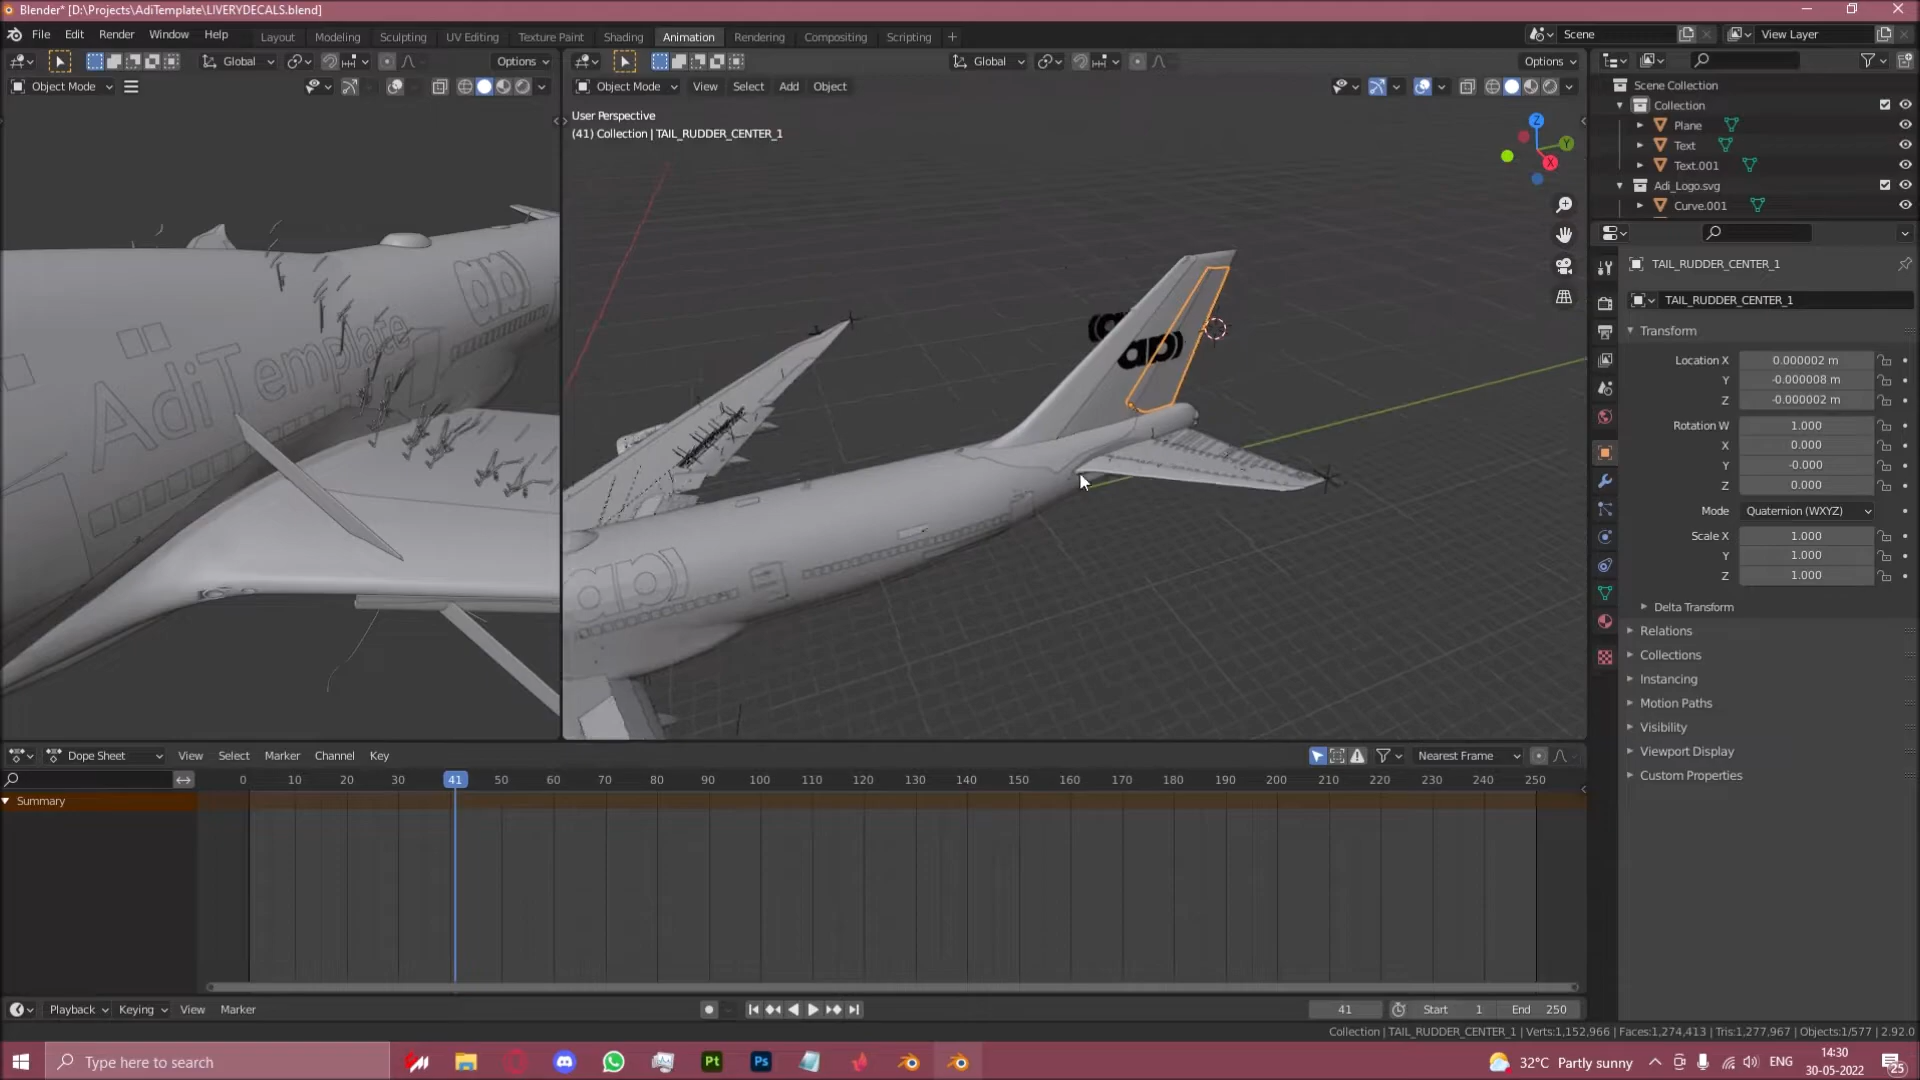 Blender* [D:\Projects\AdiTemplate\LIVERYDECALS.blend]
File Edit Render Window Help
Layout Modeling Sculpting UV Editing Texture Paint Shading Animation Rendering Compositing Scripting
Scene View Layer
Global Options Global Options
Object Mode Object Mode View Select Add Object
User Perspective
(41) Collection | TAIL_RUDDER_CENTER_1
Z
Y
X
Scene Collection
Collection
Plane
Text
Text.001
Adi_Logo.svg
Curve.001
TAIL_RUDDER_CENTER_1
TAIL_RUDDER_CENTER_1
Transform
Location X 0.000002 m
Y -0.000008 m
Z -0.000002 m
Rotation W 1.000
X 0.000
Y -0.000
Z 0.000
Mode Quaternion (WXYZ)
Scale X 1.000
Y 1.000
Z 1.000
Delta Transform
Relations
Collections
Instancing
Motion Paths
Visibility
Viewport Display
Custom Properties
AdiTemplate
Dope Sheet View Select Marker Channel Key Nearest Frame
0 10 20 30 41 50 60 70 80 90 100 110 120 130 140 150 160 170 180 190 200 210 220 230 240 250
Summary
Playback Keying View Marker 41 Start 1 End 250
Collection | TAIL_RUDDER_CENTER_1 | Verts:1,152,966 | Faces:1,274,413 | Tris:1,277,967 | Objects:1/577 | 2.92.0
Type here to search
Pt Ps
32°C Partly sunny ENG 14:30
30-05-2022
25